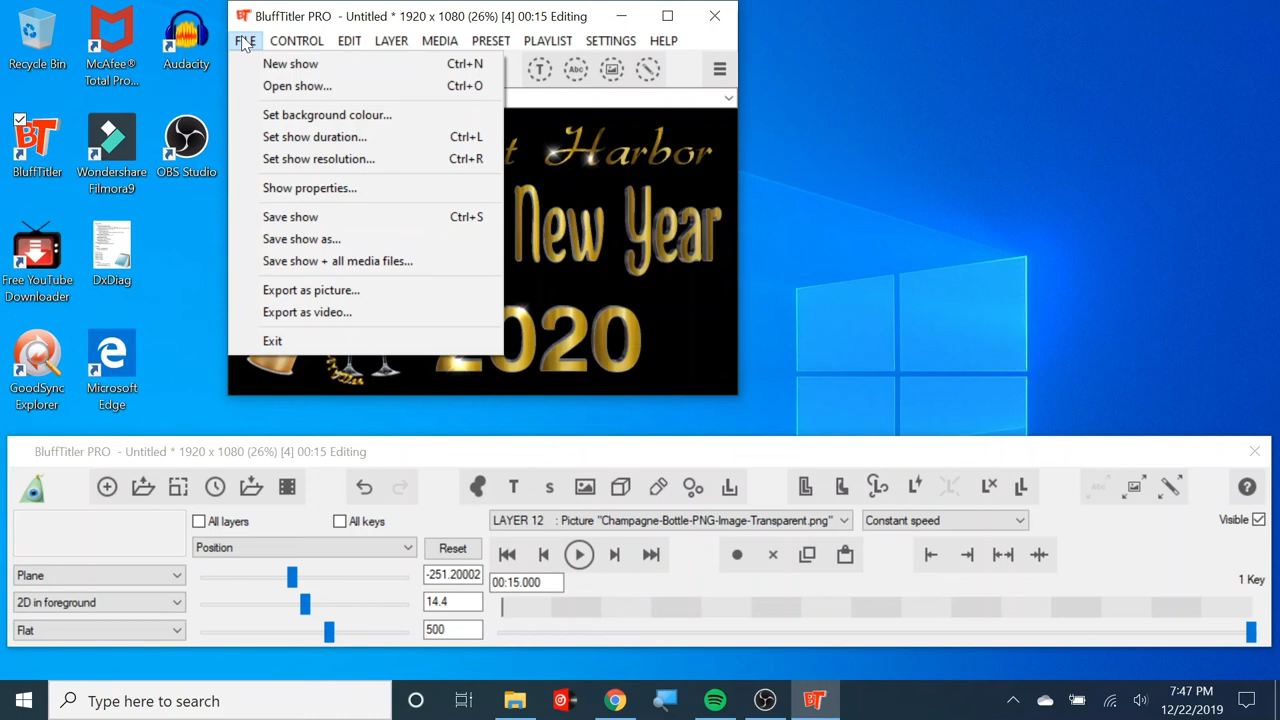 Recycle Bin
McAfee®
Total Pro...
Audacity
BluffTitler
Wondershare
Filmora9
OBS Studio
Free YouTube
Downloader
DxDiag
GoodSync
Explorer
Microsoft
Edge
BluffTitler PRO - Untitled * 1920 x 1080 (26%) [4] 00:15 Editing
FILE CONTROL EDIT LAYER MEDIA PRESET PLAYLIST SETTINGS HELP
New show Ctrl+N
Open show... Ctrl+O
Set background colour...
Set show duration... Ctrl+L
Set show resolution... Ctrl+R
Show properties...
Save show Ctrl+S
Save show as...
Save show + all media files...
Export as picture...
Export as video...
Exit
T Abc
t Harbor
New Year
2020
BluffTitler PRO - Untitled * 1920 x 1080 (26%) [4] 00:15 Editing
T S Abc ?
All layers All keys LAYER 12 : Picture "Champagne-Bottle-PNG-Image-Transparent.png" Constant speed Visible
Position Reset
Plane -251.20002 00:15.000 1 Key
2D in foreground 14.4
Flat 500
Type here to search
7:47 PM
12/22/2019